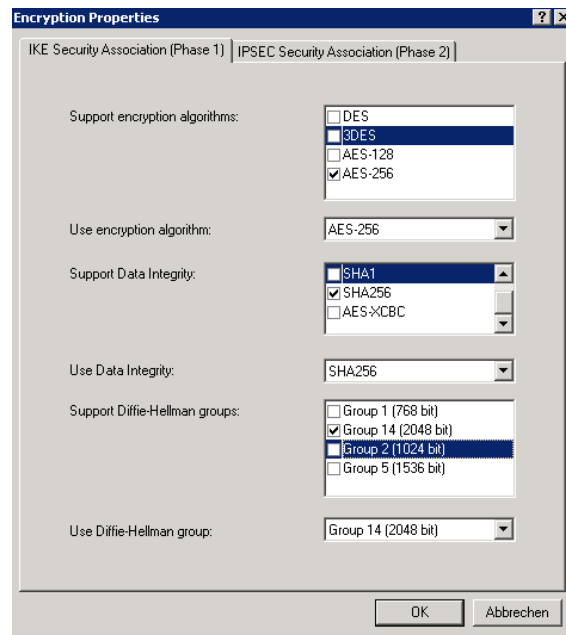 Encryption Properties
IKE Security Association (Phase 1)
IPSEC Security Association (Phase 2)
Support encryption algorithms:
DES
3DES
AES-128
AES-256
Use encryption algorithm:
AES-256
Support Data Integrity:
SHA1
SHA256
AES-XCBC
Use Data Integrity:
SHA256
Support Diffie-Hellman groups:
Group 1 (768 bit)
Group 14 (2048 bit)
Group 2 (1024 bit)
Group 5 (1536 bit)
Use Diffie-Hellman group:
Group 14 (2048 bit)
OK
Abbrechen